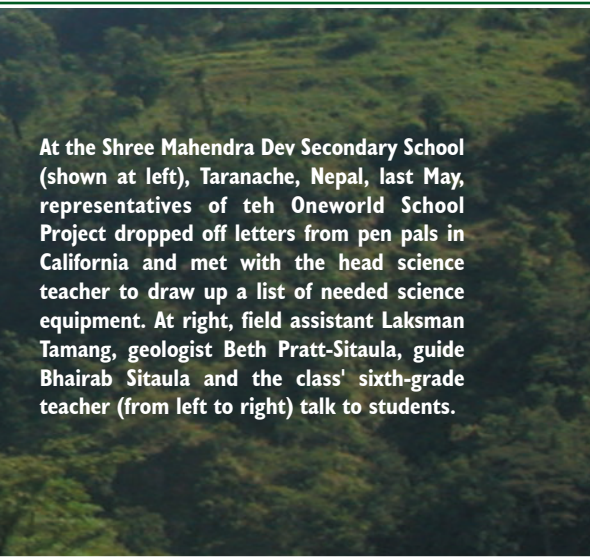 At the Shree Mahendra Dev Secondary School
(shown at left), Taranache, Nepal, last May,
representatives of teh Oneworld School
Project dropped off letters from pen pals in
California and met with the head science
teacher to draw up a list of needed science
equipment. At right, field assistant Laksman
Tamang, geologist Beth Pratt-Sitaula, guide
Bhairab Sitaula and the class' sixth-grade
teacher (from left to right) talk to students.